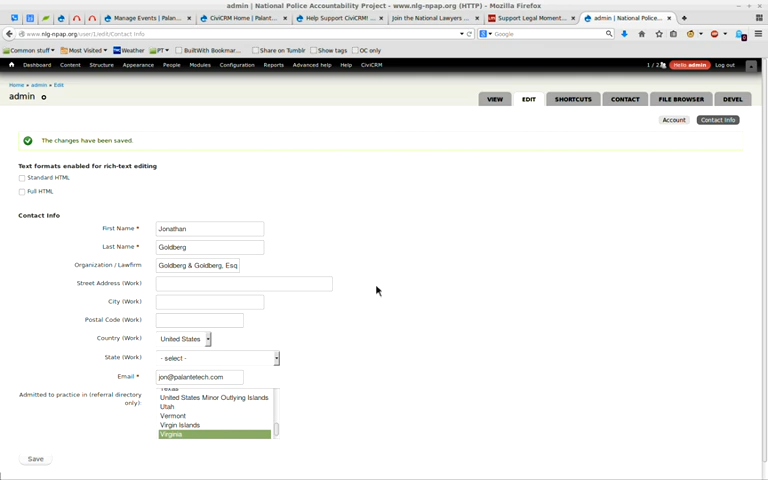 admin | National Police Accountability Project - www.nlg-npap.org (HTTP) - Mozilla Firefox
Manage Events | Palan...
CiviCRM Home | Palant...
Help Support CiviCRM! ...
Join the National Lawyers ...
Support Legal Moment...
admin | National Police...
www.nlg-npap.org/user/1/edit/Contact Info
Google
Common stuff
Most Visited
Weather
PT
BuiltWith Bookmar...
Share on Tumblr
Show tags
OC only
Dashboard Content Structure Appearance People Modules Configuration Reports Advanced help Help CiviCRM
Hello admin
Log out
Home » admin » Edit
admin
VIEW
EDIT
SHORTCUTS
CONTACT
FILE BROWSER
DEVEL
Account
Contact Info
The changes have been saved.
Text formats enabled for rich-text editing
Standard HTML
Full HTML
Contact Info
First Name * Jonathan
Last Name * Goldberg
Organization / Lawfirm Goldberg & Goldberg, Esq
Street Address (Work)
City (Work)
Postal Code (Work)
Country (Work) United States
State (Work) - select -
Email * jon@palantetech.com
Texas
Admitted to practice in (referral directory only):
United States Minor Outlying Islands
Utah
Vermont
Virgin Islands
Virginia
Save